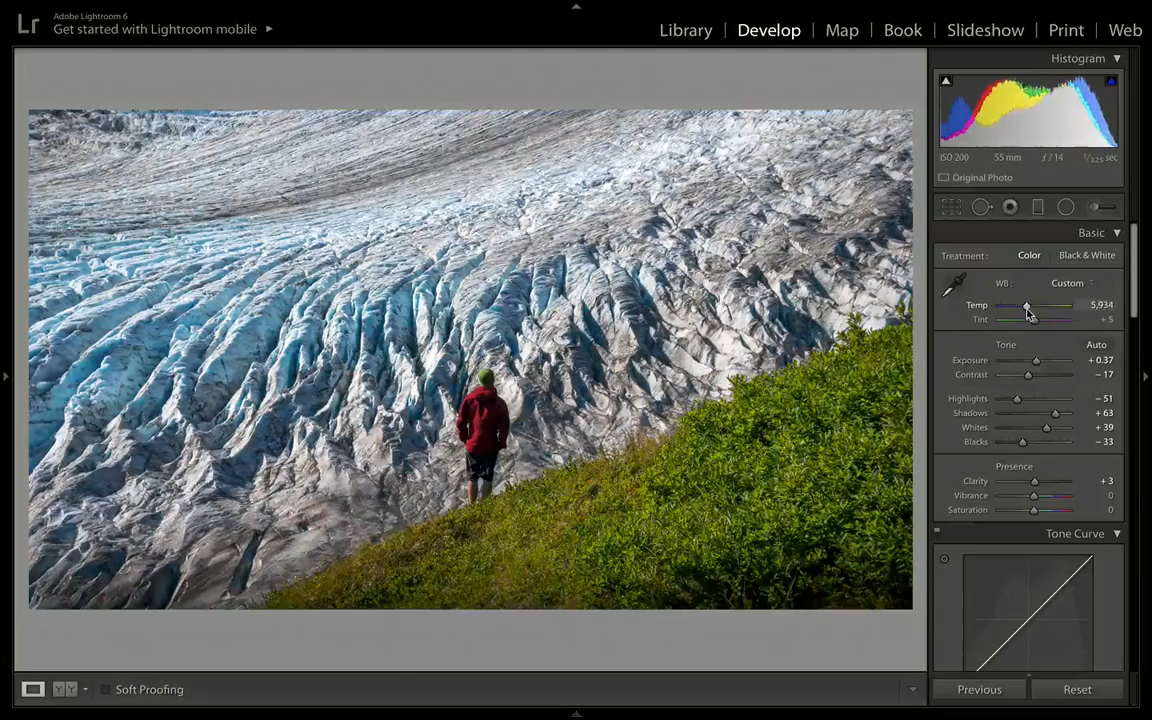 Lr
Adobe Lightroom 6
Get started with Lightroom mobile ▶
Library | Develop | Map | Book | Slideshow | Print | Web
Histogram ▼
ISO 200 55 mm ƒ / 14 1/125 sec
Original Photo
Basic ▼
Treatment : Color Black & White
WB : Custom
Temp 5,934
Tint + 5
Tone Auto
Exposure + 0.37
Contrast − 17
Highlights − 51
Shadows + 63
Whites + 39
Blacks − 33
Presence
Clarity + 3
Vibrance 0
Saturation 0
Tone Curve ▼
YY Soft Proofing
Previous Reset